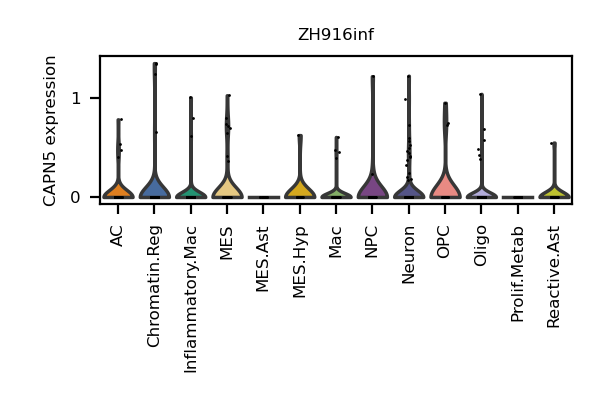 ZH916inf
CAPN5 expression
1
0
AC
Chromatin.Reg
Inflammatory.Mac
MES
MES.Ast
MES.Hyp
Mac
NPC
Neuron
OPC
Oligo
Prolif.Metab
Reactive.Ast